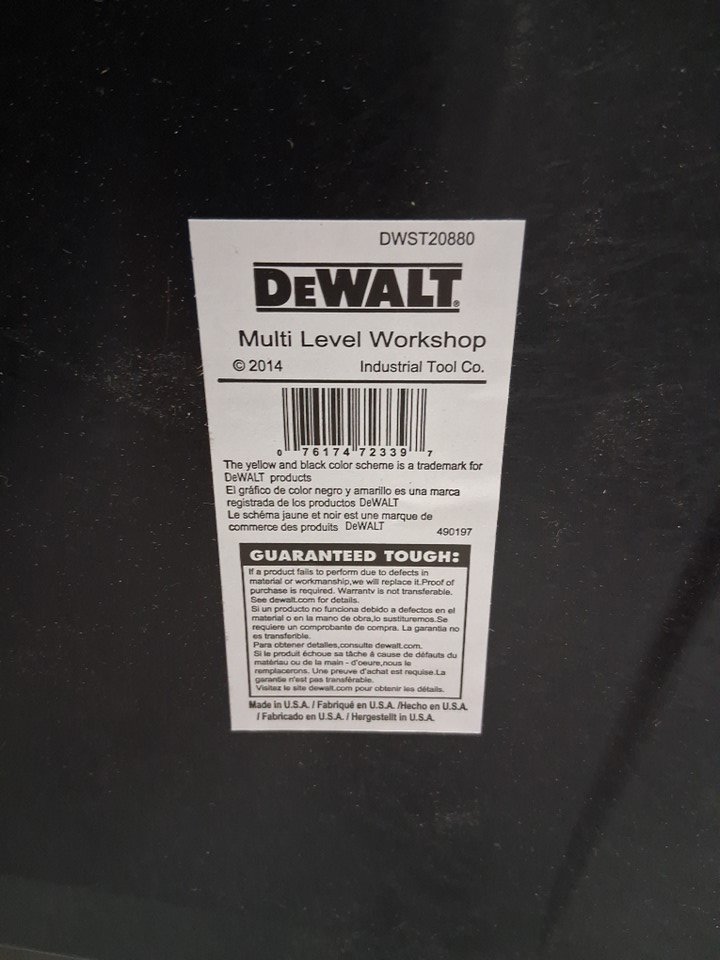 DWST20880
DEWALT®
Multi Level Workshop
© 2014 Industrial Tool Co.
0 76174 72339 7
The yellow and black color scheme is a trademark for
DeWALT products
El gráfico de color negro y amarillo es una marca
registrada de los productos DeWALT
Le schéma jaune et noir est une marque de
commerce des produits DeWALT
490197
GUARANTEED TOUGH:
If a product fails to perform due to defects in
material or workmanship,we will replace it.Proof of
purchase is required. Warranty is not transferable.
See dewalt.com for details.
Si un producto no funciona debido a defectos en el
material o en la mano de obra,lo sustituremos.Se
requiere un comprobante de compra. La garantia no
es transferible.
Para obtener detalles,consulte dewalt.com.
Si le produit échoue sa tâche á cause de défauts du
matériau ou de la main - d'oeure,nous le
remplacerons. Une preuve d'achat est requise.La
garantie n'est pas transférable.
Visitez le site dewalt.com pour obtenir les détails.
Made in U.S.A. / Fabriqué en U.S.A. /Hecho en U.S.A.
/ Fabricado en U.S.A. / Hergestellt in U.S.A.